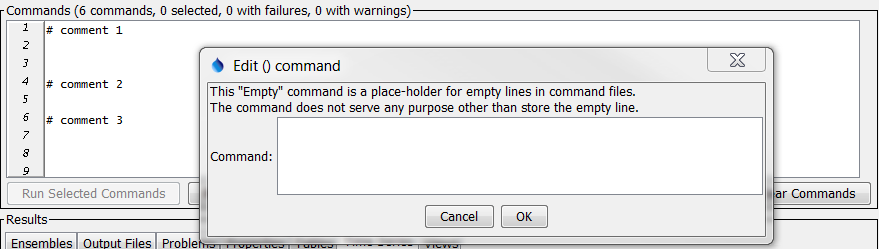 Commands (6 commands, 0 selected, 0 with failures, 0 with warnings)
1 # comment 1
2
3
4 # comment 2
5
6 # comment 3
7
8
9
Edit () command
This "Empty" command is a place-holder for empty lines in command files.
The command does not serve any purpose other than store the empty line.
Command:
Cancel OK
Run Selected Commands ar Commands
Results
Ensembles Output Files Problems Properties Tables Time Series Views